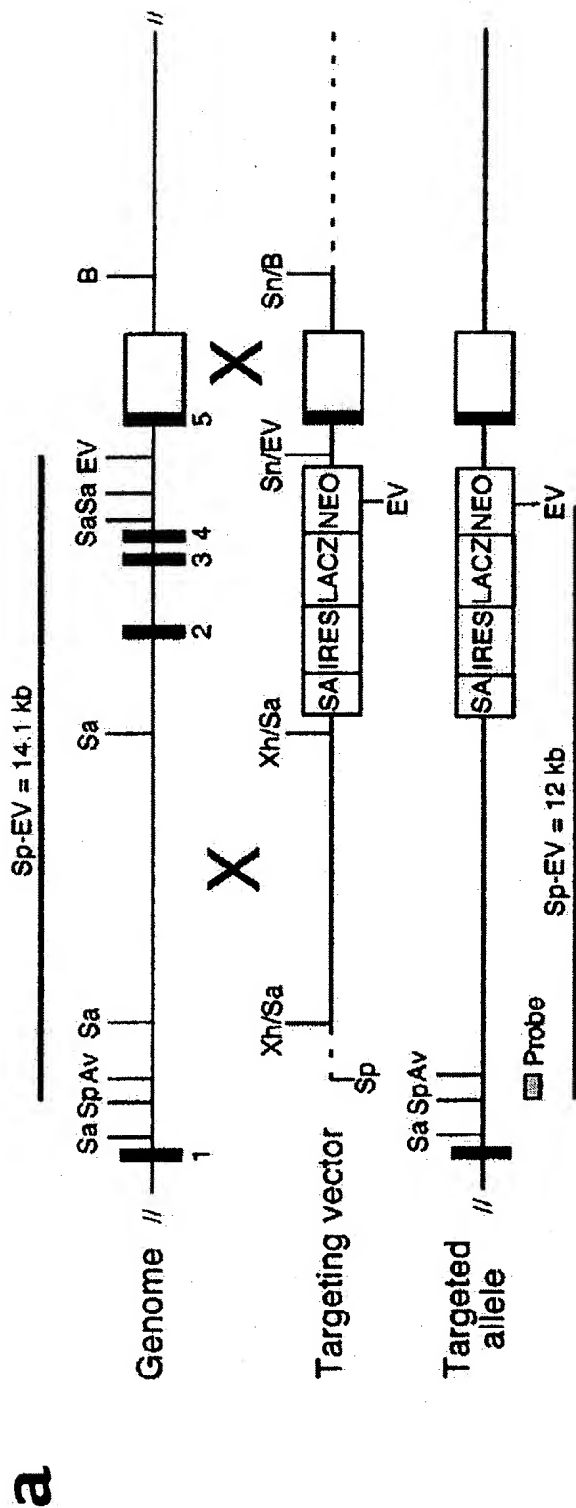 a
Sp-EV = 14.1 kb
Sa Sp Av Sa Sa Sa Sa EV B
Genome // //
1 2 3 4 5
X X
Xh/Sa Xh/Sa Sn/EV Sn/B
Targeting vector SA IRES LACZ NEO
Sp EV
Sa Sp Av
Targeted SA IRES LACZ NEO
allele // EV
Probe
Sp-EV = 12 kb